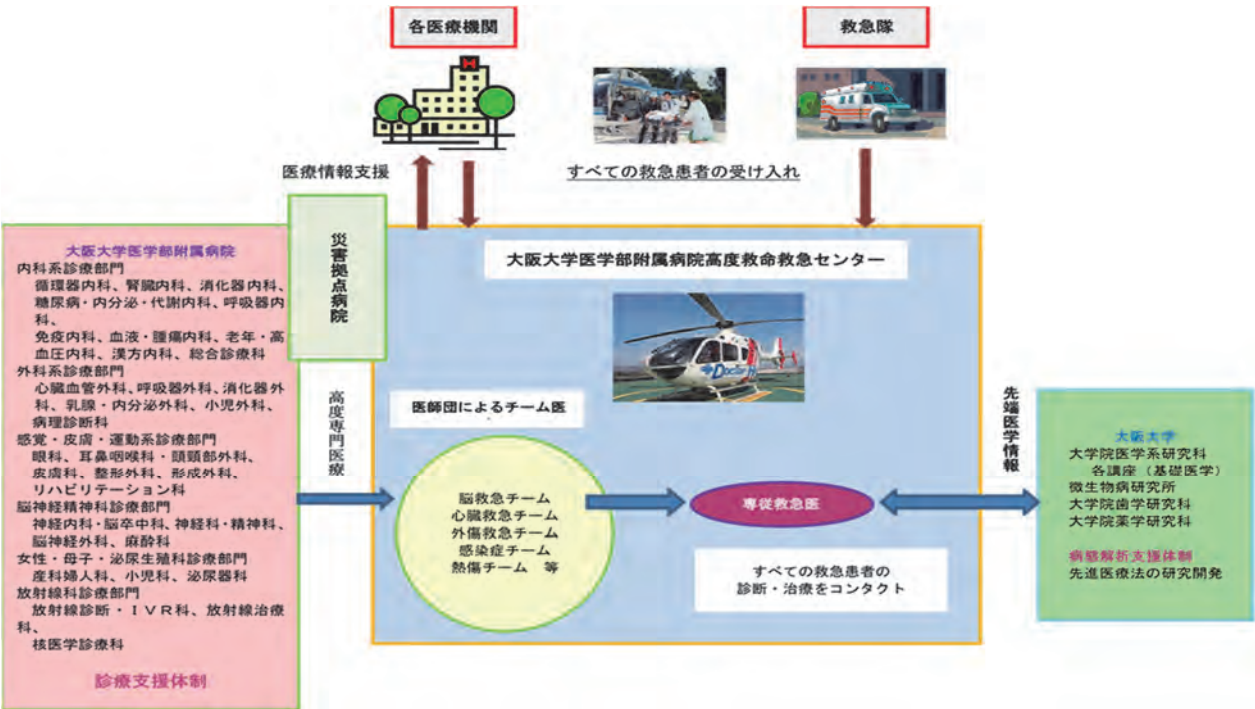 各医療機関
救急隊
H
医療情報支援
すべての救急患者の受け入れ
災害拠点病院
大阪大学医学部附属病院高度救命救急センター
Doctor
大阪大学医学部附属病院
内科系診療部門
循環器内科、腎臓内科、消化器内科、
糖尿病・内分泌・代謝内科、呼吸器内
科、
免疫内科、血液・腫瘍内科、老年・高
血圧内科、漢方内科、総合診療科
外科系診療部門
心臓血管外科、呼吸器外科、消化器外
科、乳腺・内分泌外科、小児外科、
病理診断科
感覚・皮膚・運動系診療部門
眼科、耳鼻咽喉科・頭頸部外科、
皮膚科、整形外科、形成外科、
リハビリテーション科
脳神経精神科診療部門
神経内科・脳卒中科、神経科・精神科、
脳神経外科、麻酔科
女性・母子・泌尿生殖科診療部門
産科婦人科、小児科、泌尿器科
放射線科診療部門
放射線診断・ＩＶＲ科、放射線治療
科、
核医学診療科
診療支援体制
高度専門医療
医師団によるチーム医
脳救急チーム
心臓救急チーム
外傷救急チーム
感染症チーム
熱傷チーム 等
専従救急医
すべての救急患者の
診断・治療をコンタクト
先端医学情報
大阪大学
大学院医学系研究科
各講座（基礎医学）
微生物病研究所
大学院歯学研究科
大学院薬学研究科
病態解析支援体制
先進医療法の研究開発